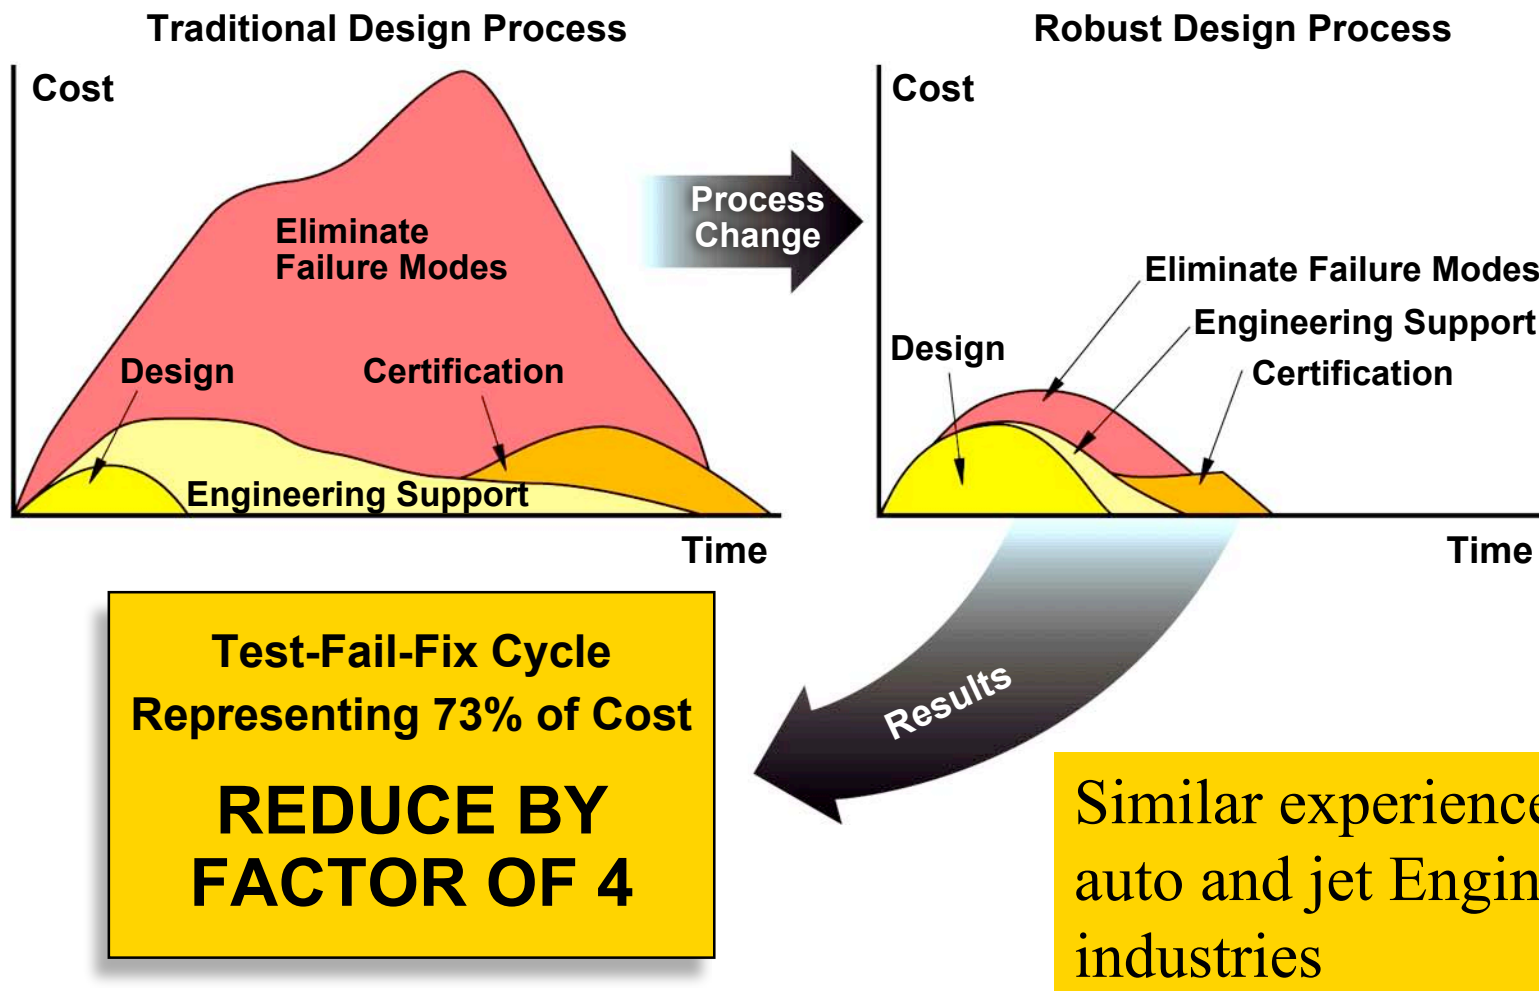 Traditional Design Process
Cost
Eliminate
Failure Modes
Design
Certification
Engineering Support
Time
Process
Change
Robust Design Process
Cost
Eliminate Failure Modes
Engineering Support
Certification
Design
Time
Results
Test-Fail-Fix Cycle
Representing 73% of Cost
REDUCE BY
FACTOR OF 4
Similar experience
auto and jet Engin
industries